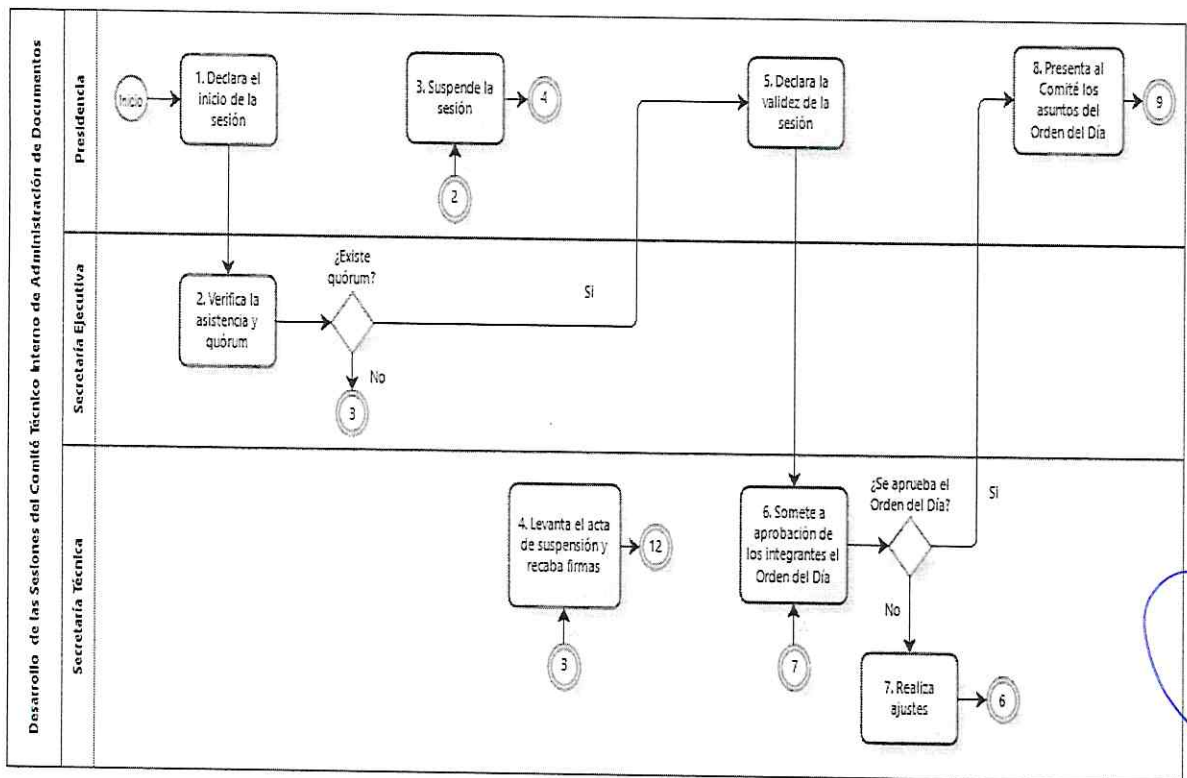 Desarrollo de las Sesiones del Comité Técnico Interno de Administración de Documentos
Presidencia
Inicio
1. Declara el
inicio de la
sesión
3. Suspende la
sesión
4
2
5. Declara la
validez de la
sesión
8. Presenta al
Comité los
asuntos del
Orden del Día
9
Secretaría Ejecutiva
2. Verifica la
asistencia y
quórum
¿Existe
quórum?
Si
No
3
Secretaría Técnica
4. Levanta el acta
de suspensión y
recaba firmas
12
3
6. Somete a
aprobación de
los integrantes el
Orden del Día
7
¿Se aprueba el
Orden del Día?
Si
No
7. Realiza
ajustes
6